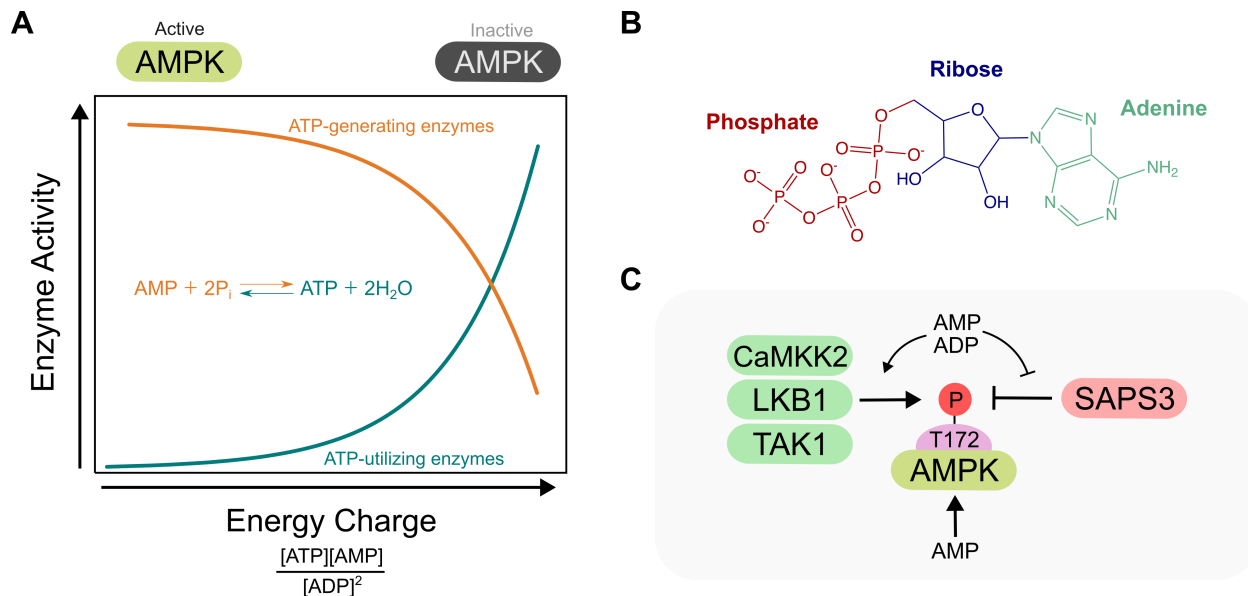 A
Active
AMPK
Inactive
AMPK
Enzyme Activity
ATP-generating enzymes
AMP + 2Pi ATP + 2H2O
ATP-utilizing enzymes
Energy Charge
[ATP][AMP]
[ADP]2
B
Phosphate
Ribose
Adenine
O O N N NH2 N N
O P O- O- O HO OH
O- P O O P O- O
C
CaMKK2
LKB1
TAK1
AMP
ADP
P
T172
AMPK
AMP
SAPS3